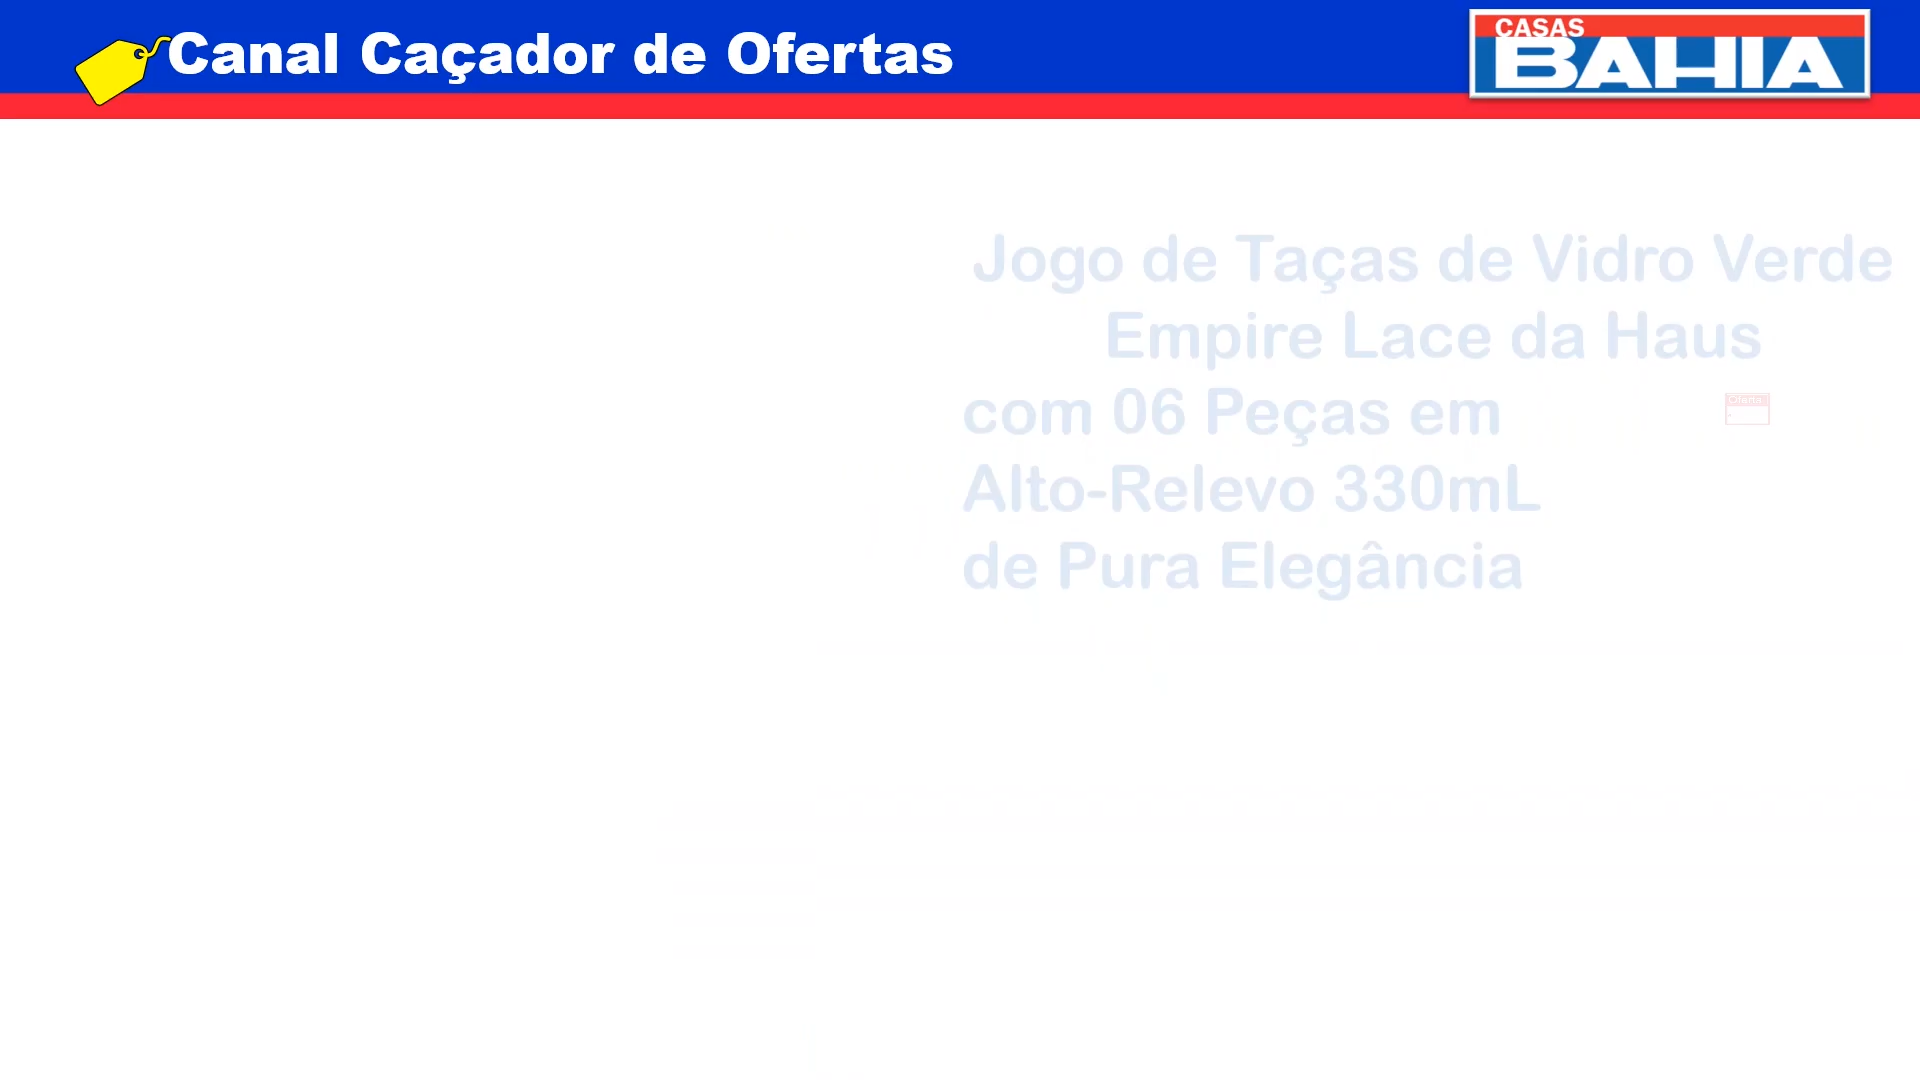 Canal Caçador de Ofertas
CASAS
BAHIA
Jogo de Taças de Vidro Verde
Empire Lace da Haus
com 06 Peças em
Alto-Relevo 330mL
de Pura Elegância
Oferta